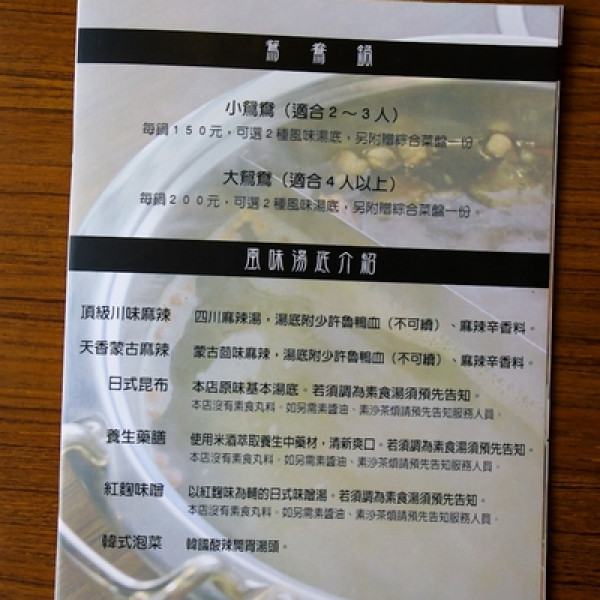 鴛鴦鍋
小鴛鴦（適合2～3人）
每鍋150元，可選2種風味湯底，另附贈綜合菜盤一份
大鴛鴦（適合4人以上）
每鍋200元，可選2種風味湯底，另附贈綜合菜盤一份。
風味湯底介紹
頂級川味麻辣 四川麻辣湯，湯底附少許魯鴨血（不可續）、麻辣辛香料。
天香蒙古麻辣 蒙古茴味麻辣，湯底附少許魯鴨血（不可續）、麻辣辛香料。
日式昆布 本店原味基本湯底。若須調為素食湯須預先告知。
本店沒有素食丸料。如另需素醬油、素沙茶煩請預先告知服務人員。
養生藥膳 使用米酒萃取養生中藥材，清新爽口。若須調為素食湯須預先告知。
本店沒有素食丸料。如另需素醬油、素沙茶煩請預先告知服務人員。
紅麴味噌 以紅麴味為輔的日式味噌湯。若須調為素食湯須預先告知。
本店沒有素食丸料。如另需素醬油、素沙茶煩請預先告知服務人員。
韓式泡菜 韓國酸辣開胃湯頭。